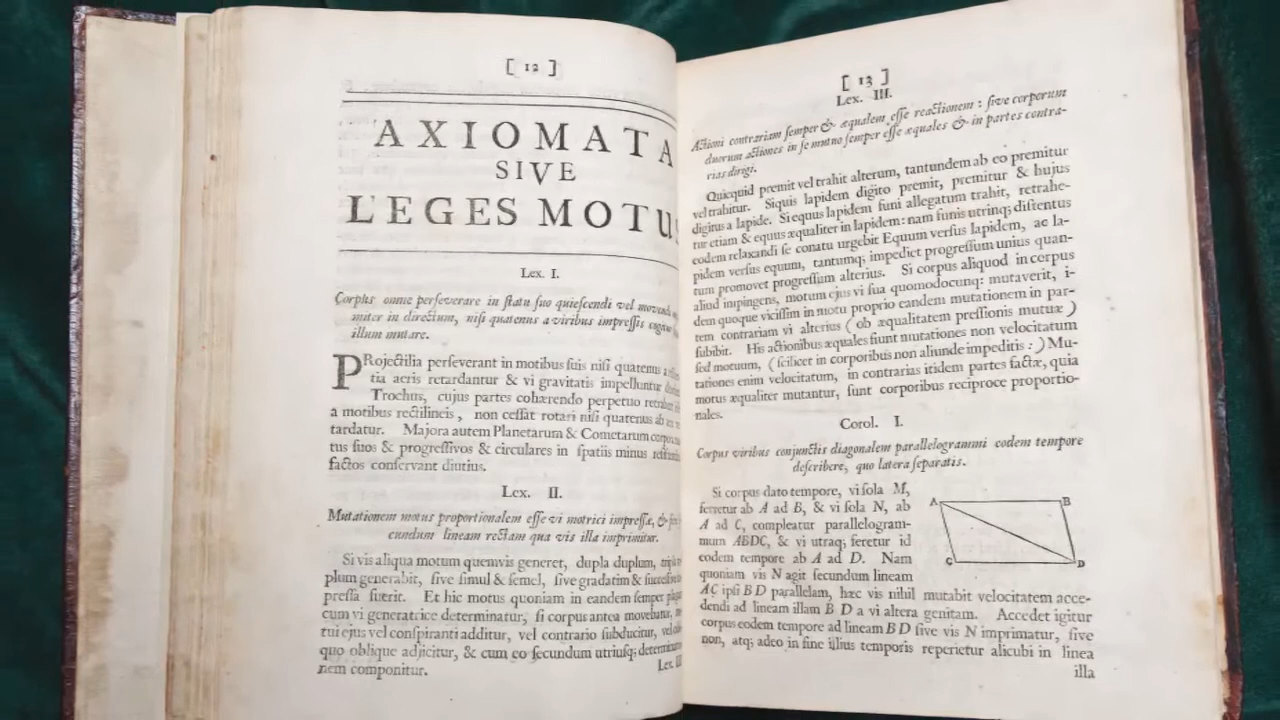 [ 12 ]
AXIOMATA
SIVE
LEGES MOTUS
Lex. I.
Corpus omne perseverare in statu suo quiescendi vel movendi
miter in directum, nisi quatenus a viribus impressis
illum mutare.
PRojectilia perseverant in motibus suis nisi quatenus a
tia aeris retardantur & vi gravitatis impelluntur
Trochus, cujus partes cohærendo perpetuo
a motibus rectilineis, non cessat rotari nisi quatenus ab
tardatur. Majora autem Planetarum & Cometarum
tus suos & progressivos & circulares in spatiis minus
factos conservant diutius.
Lex. II.
Mutationem motus proportionalem esse vi motrici impressæ, &
cundum lineam rectam qua vis illa imprimitur.
Si vis aliqua motum quemvis generet, dupla duplum,
plum generabit, sive simul & semel, sive gradatim &
pressa fuerit. Et hic motus quoniam in eandem semper
cum vi generatrice determinatur, si corpus antea movebatur,
tui ejus vel conspiranti additur, vel contrario subducitur, vel
quo oblique adjicitur, & cum eo secundum utriusq;
nem componitur.
Lex. III
[ 13 ]
Lex. III.
Actioni contrariam semper & æqualem esse reactionem: sive corporum
duorum actiones in se mutuo semper esse æquales & in partes contra-
rias dirigi.
Quicquid premit vel trahit alterum, tantundem ab eo premitur
vel trahitur. Siquis lapidem digito premit, premitur & hujus
digitus a lapide. Si equus lapidem funi allegatum trahit, retrahe-
tur etiam & equus æqualiter in lapidem: nam funis utrinq; distentus
eodem relaxandi se conatu urgebit Equum versus lapidem, ac la-
pidem versus equum, tantumq; impediet progressum unius quan-
tum promovet progressum alterius. Si corpus aliquod in corpus
aliud impingens, motum ejus vi sua quomodocunq: mutaverit, i-
dem quoque vicissim in motu proprio eandem mutationem in par-
tem contrariam vi alterius ( ob æqualitatem pressionis mutuæ )
subibit. His actionibus æquales fiunt mutationes non velocitatum
sed motuum, ( scilicet in corporibus non aliunde impeditis : ) Mu-
tationes enim velocitatum, in contrarias itidem partes factæ, quia
motus æqualiter mutantur, sunt corporibus reciproce proportio-
nales.
Corol. I.
Corpus viribus conjunctis diagonalem parallelogrammi eodem tempore
describere, quo latera separatis.
Si corpus dato tempore, vi sola M,
ferretur ab A ad B, & vi sola N, ab
A ad C, compleatur parallelogram-
mum ABDC, & vi utraq; feretur id
eodem tempore ab A ad D. Nam
quoniam vis N agit secundum lineam
AC ipsi BD parallelam, hæc vis nihil mutabit velocitatem acce-
dendi ad lineam illam BD a vi altera genitam. Accedet igitur
corpus eodem tempore ad lineam BD sive vis N imprimatur, sive
non, atq; adeo in fine illius temporis reperietur alicubi in linea
illa
A
B
C
D